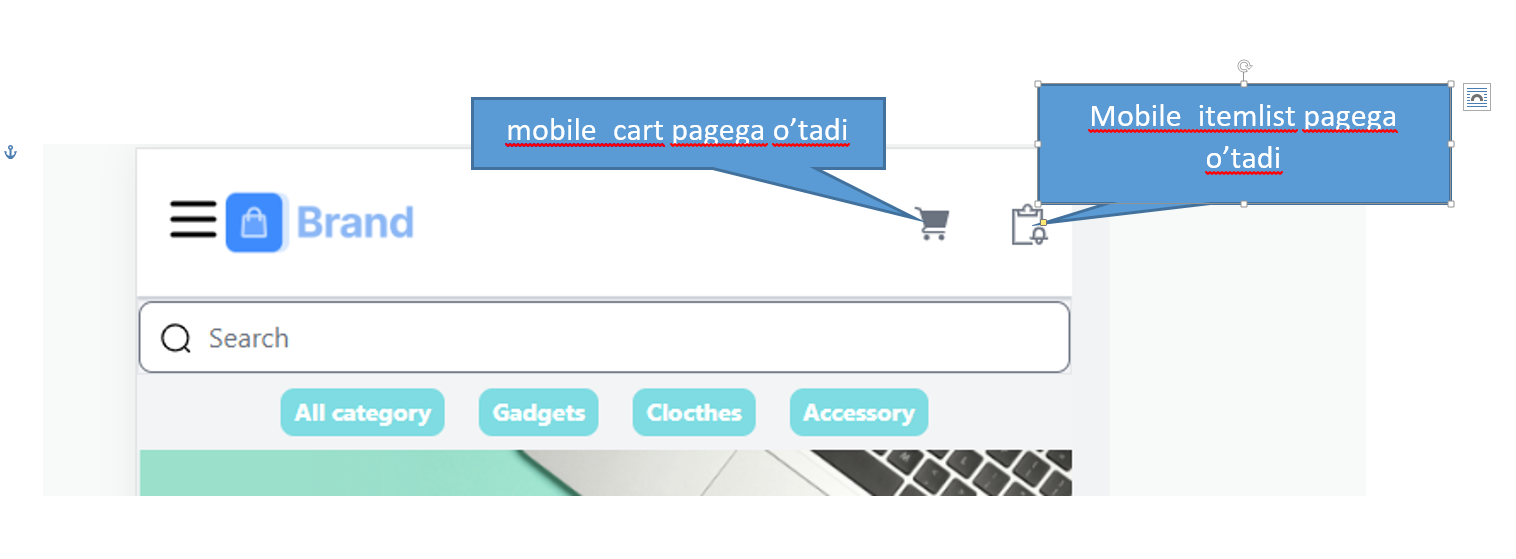 mobile cart pagega o’tadi
Mobile itemlist pagega
o’tadi
Brand
Search
All category
Gadgets
Clocthes
Accessory